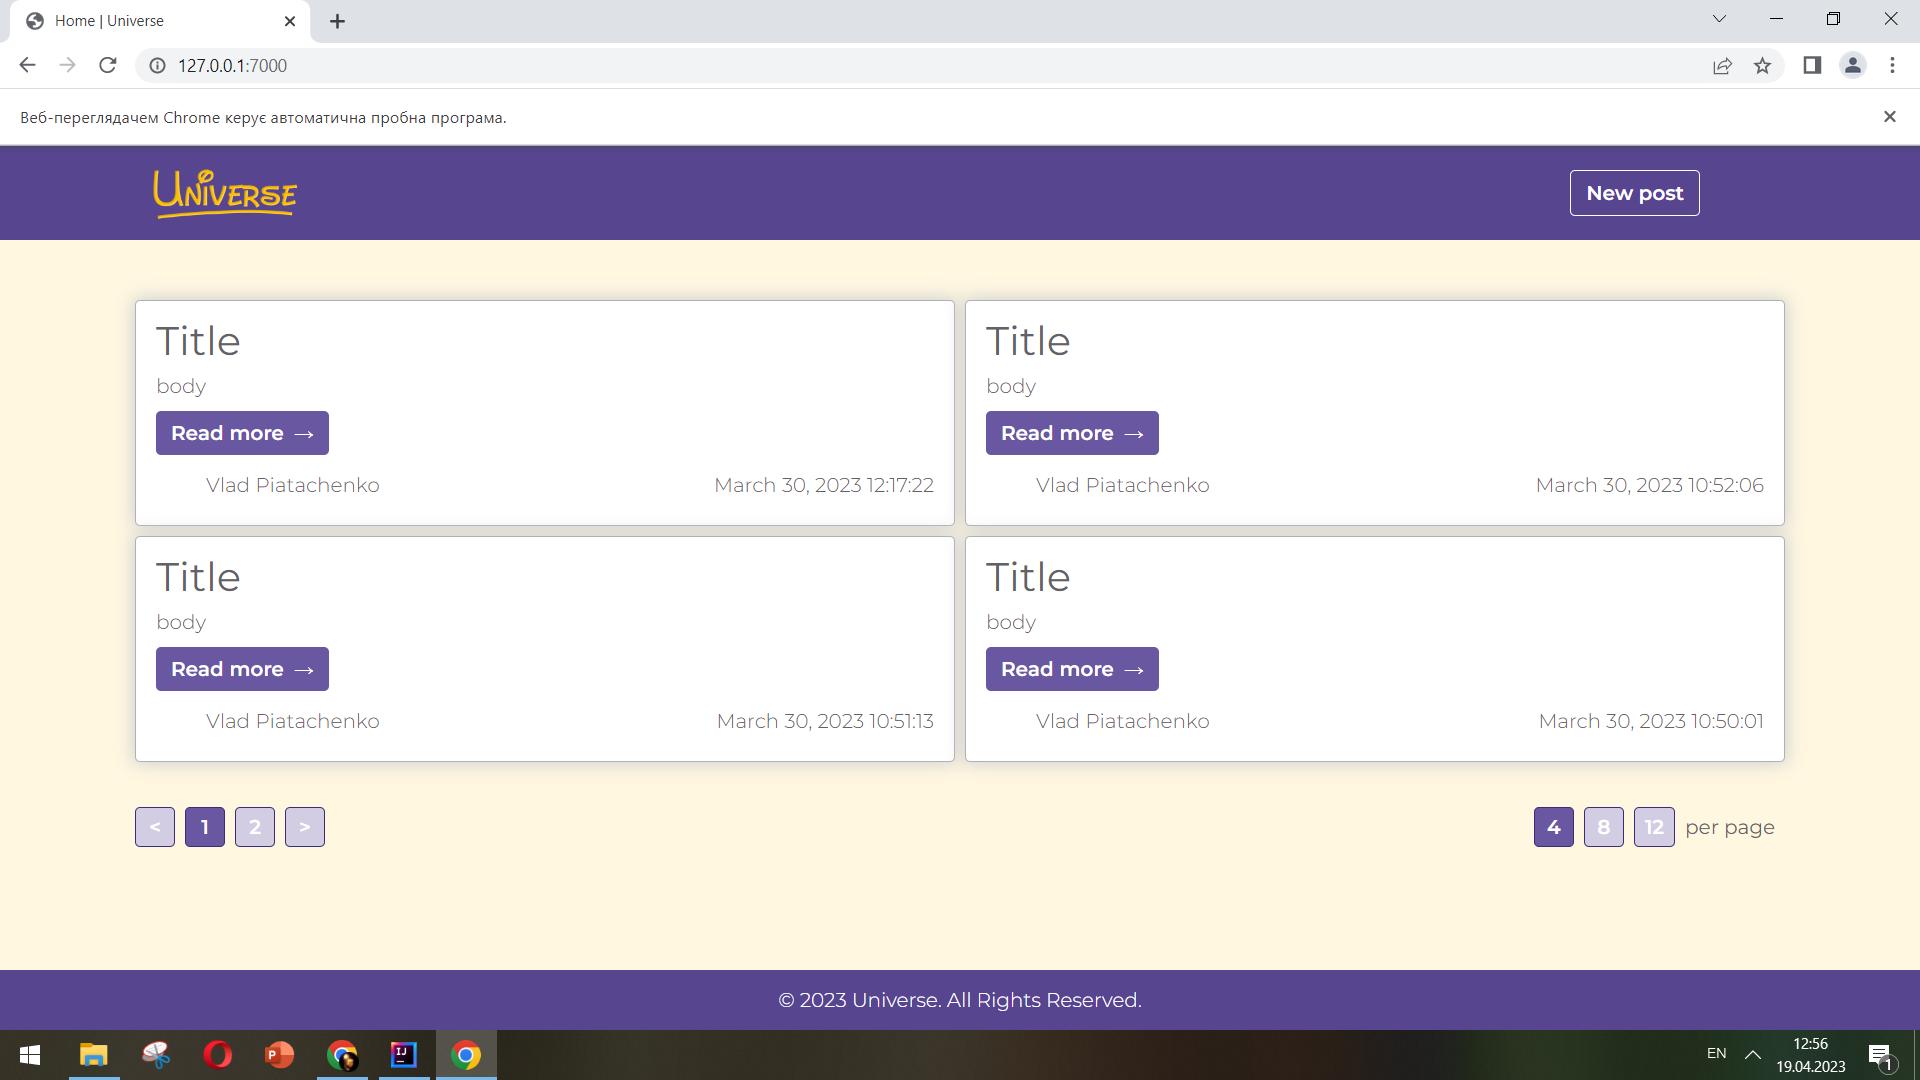 Home | Universe
127.0.0.1:7000
Веб-переглядачем Chrome керує автоматична пробна програма.
UNIVERSE
New post
Title
body
Read more →
Vlad Piatachenko
March 30, 2023 12:17:22
Title
body
Read more →
Vlad Piatachenko
March 30, 2023 10:52:06
Title
body
Read more →
Vlad Piatachenko
March 30, 2023 10:51:13
Title
body
Read more →
Vlad Piatachenko
March 30, 2023 10:50:01
< 1 2 >
4 8 12 per page
© 2023 Universe. All Rights Reserved.
P
IJ
EN
12:56
19.04.2023
1